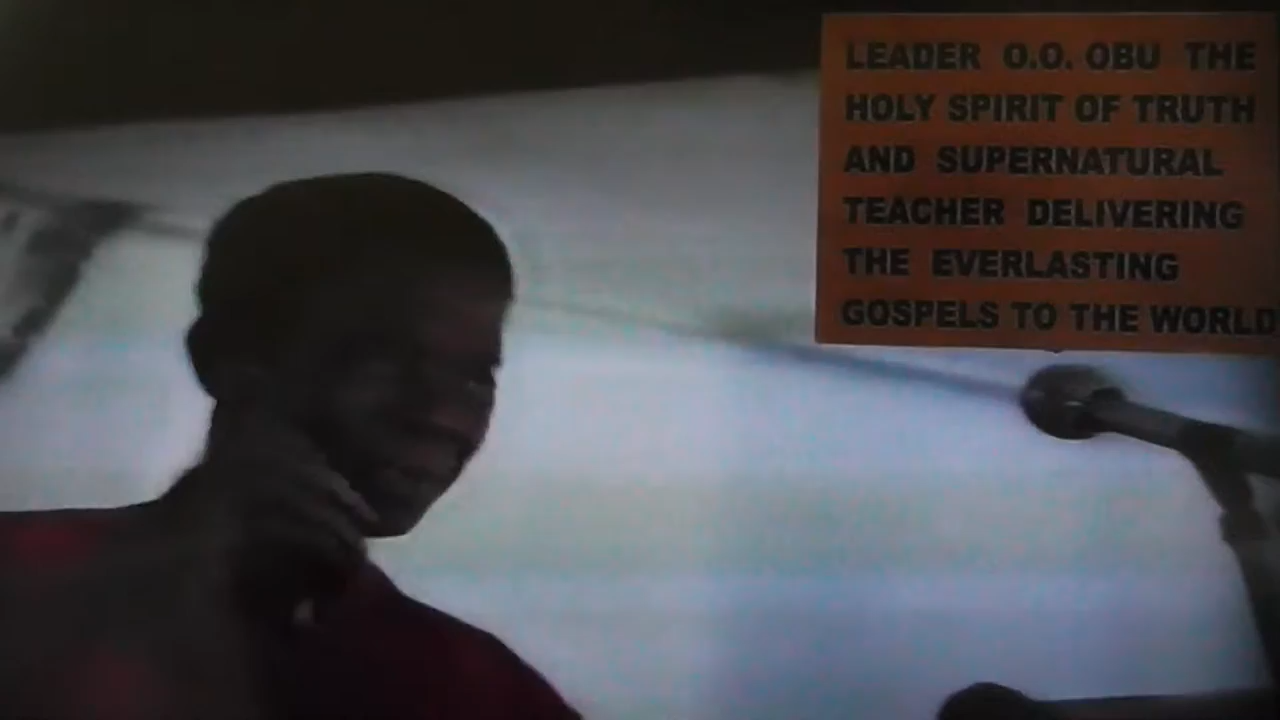 LEADER O.O. OBU THE
HOLY SPIRIT OF TRUTH
AND SUPERNATURAL
TEACHER DELIVERING
THE EVERLASTING
GOSPELS TO THE WORLD